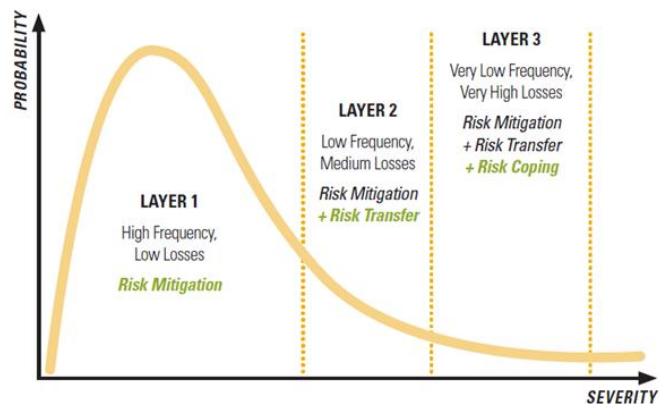 PROBABILITY
LAYER 1
High Frequency,
Low Losses
Risk Mitigation
LAYER 2
Low Frequency,
Medium Losses
Risk Mitigation
+ Risk Transfer
LAYER 3
Very Low Frequency,
Very High Losses
Risk Mitigation
+ Risk Transfer
+ Risk Coping
SEVERITY